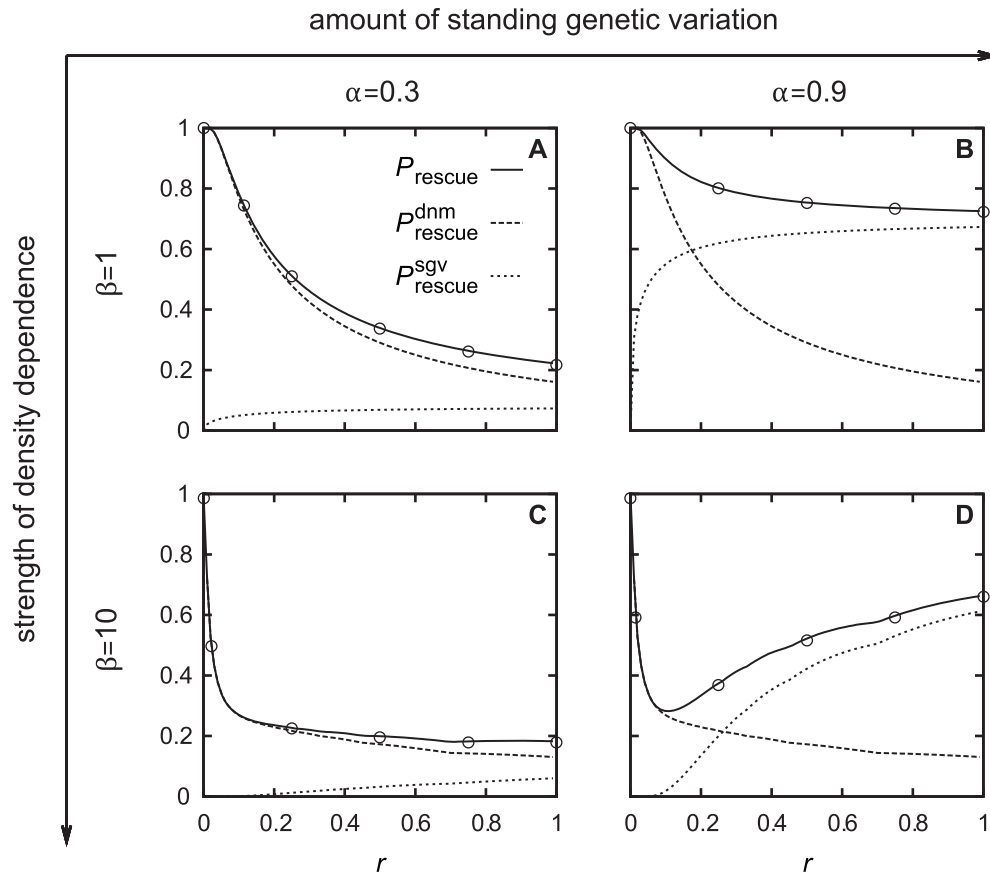 amount of standing genetic variation
α=0.3
α=0.9
strength of density dependence
β=1
1
0.8
0.6
0.4
0.2
0
A
P rescue
P dnm rescue
P sgv rescue
B
β=10
1
0.8
0.6
0.4
0.2
0
C
D
0 0.2 0.4 0.6 0.8 1
0 0.2 0.4 0.6 0.8 1
r
r